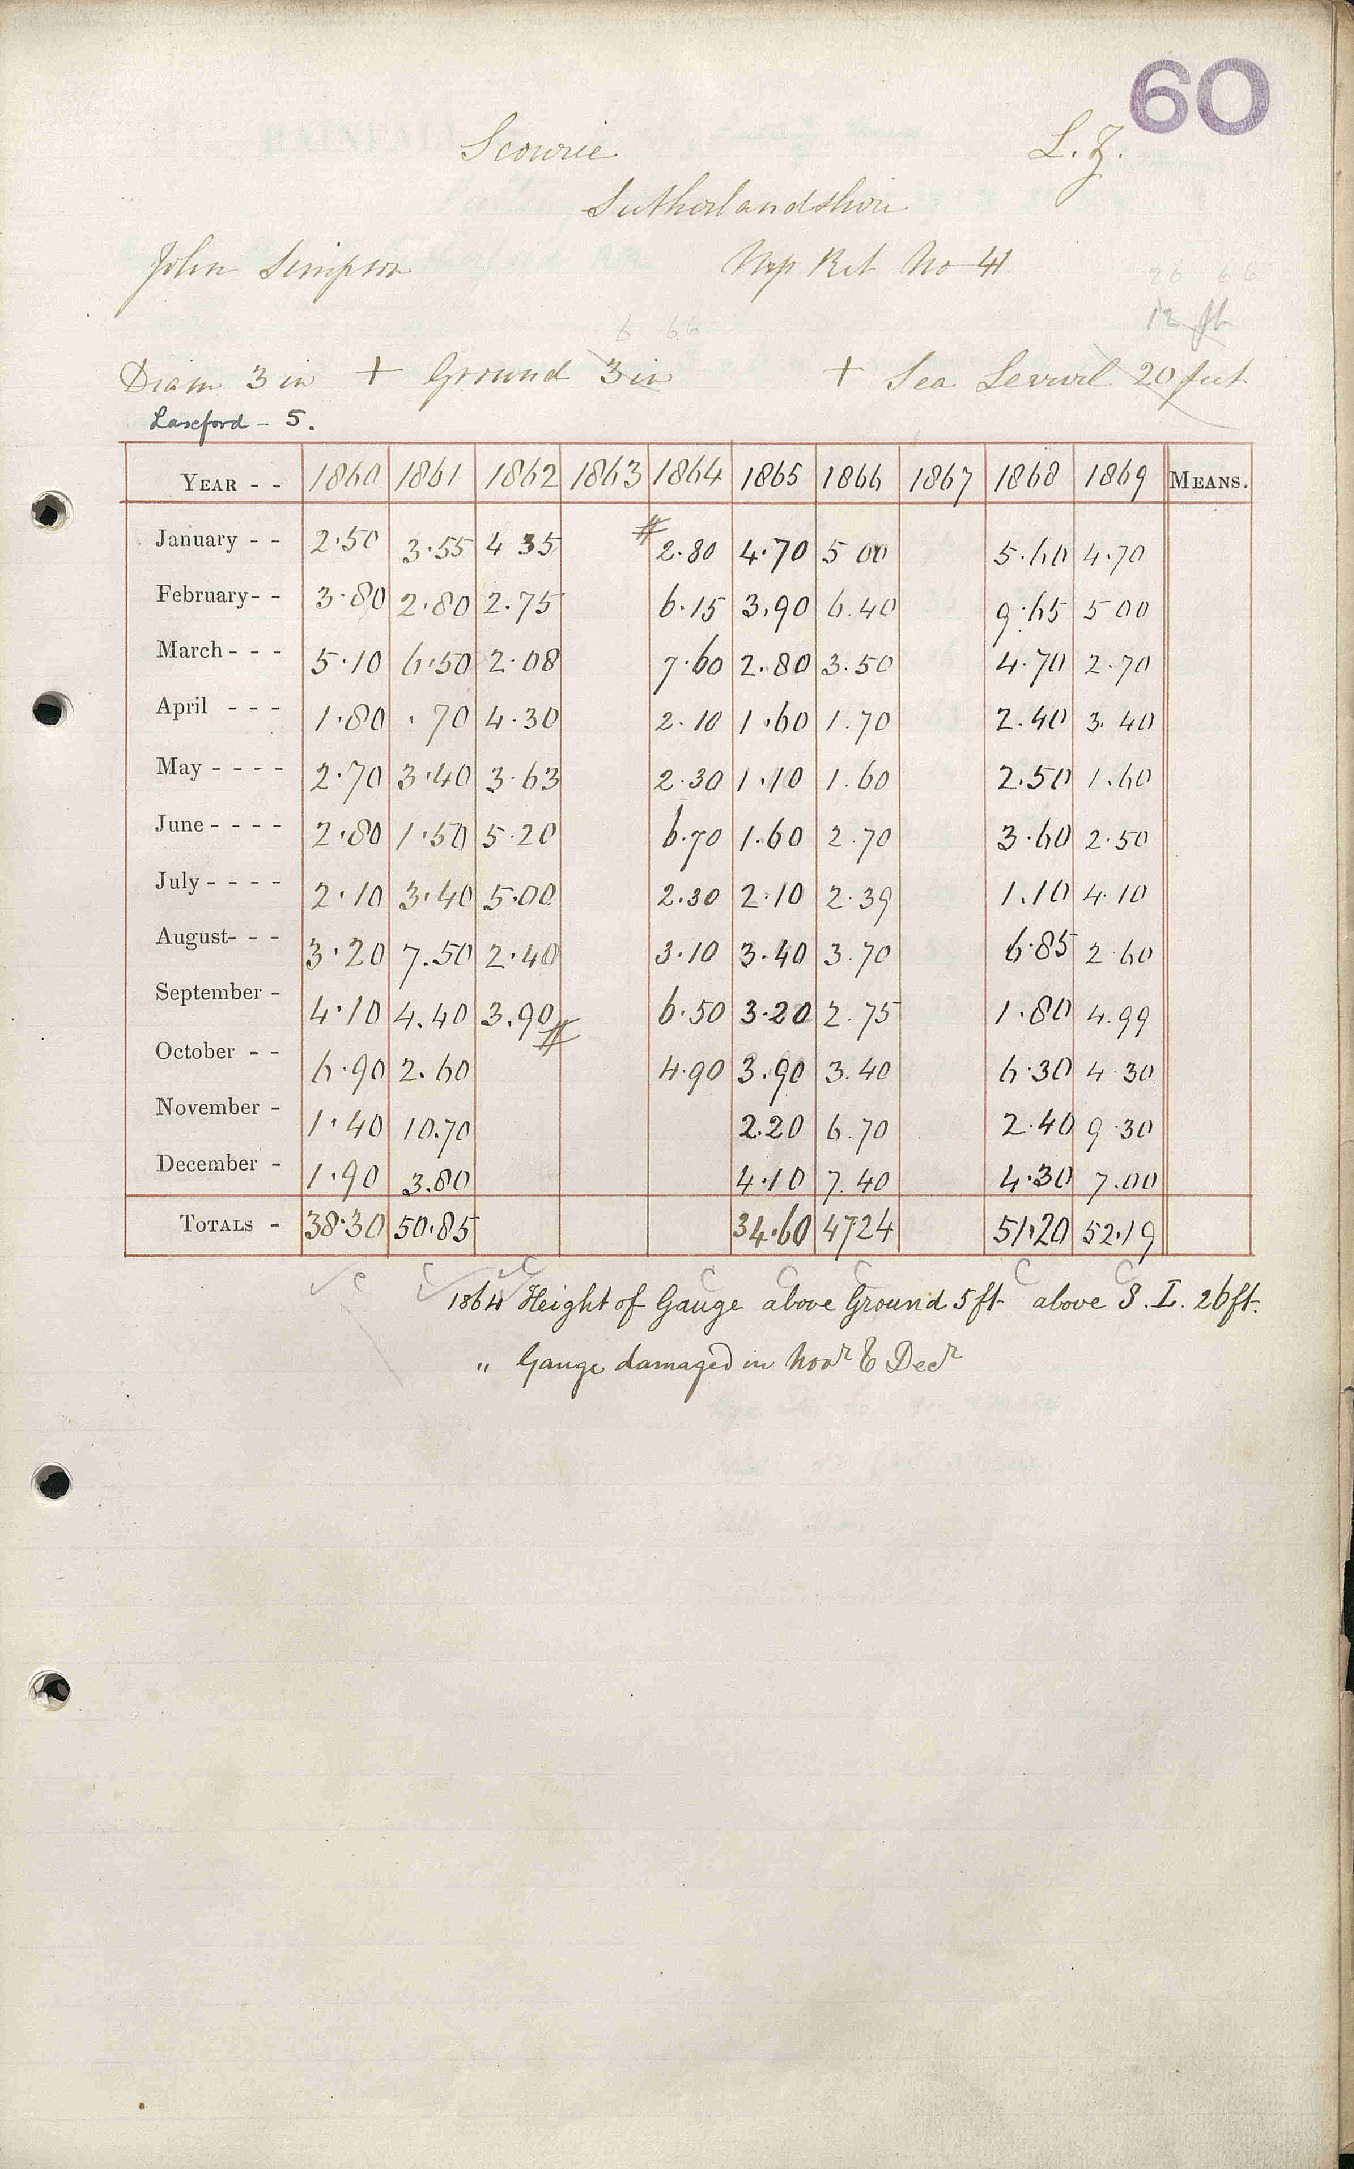 60
Scourie L.Z.
Sutherlandshire
John Simpson Map Ret No 41
12 ft
Diam 3 in + Ground 3 in + Sea Level 20 feet
Laxford - 5.
YEAR - - 1860 1861 1862 1863 1864 1865 1866 1867 1868 1869 MEANS.
January - - 2.50 3.55 4 35 # 2.80 4.70 5 00 5.60 4.70
February - - 3.80 2.80 2.75 6.15 3.90 6.40 9.65 5 00
March - - - 5.10 6.50 2.08 7.60 2.80 3.50 4.70 2.70
April - - - 1.80 .70 4.30 2.10 1.60 1.70 2.40 3.40
May - - - - 2.70 3.40 3.63 2.30 1.10 1.60 2.50 1.60
June - - - - 2.80 1.50 5.20 6.70 1.60 2.70 3.60 2.50
July - - - - 2.10 3.40 5.00 2.30 2.10 2.39 1.10 4.10
August - - - 3.20 7.50 2.40 3.10 3.40 3.70 6.85 2.60
September - 4.10 4.40 3.90 # 6.50 3.20 2.75 1.80 4.99
October - - 6.90 2.60 4.90 3.90 3.40 6.30 4.30
November - 1.40 10.70 2.20 6.70 2.40 9.30
December - 1.90 3.80 4.10 7.40 4.30 7.00
TOTALS - 38.30 50.85 34.60 4724 51.20 52.19
1864 Height of Gauge above Ground 5 ft above S.L. 26 ft.
" Gauge damaged in Novr & Decr